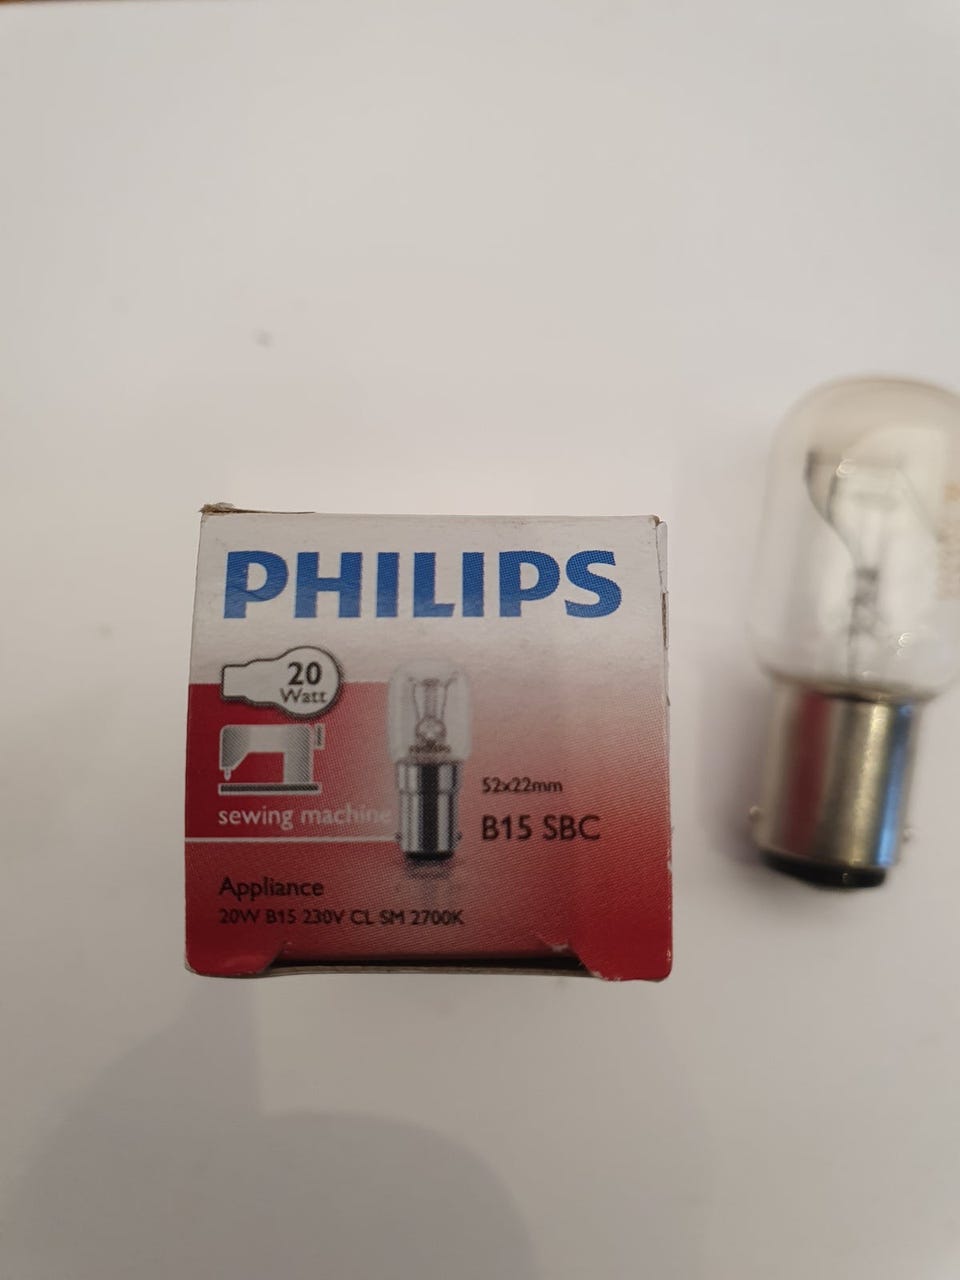 PHILIPS
20
Watt
52x22mm
sewing machine
B15 SBC
Appliance
20W B15 230V CL SM 2700K